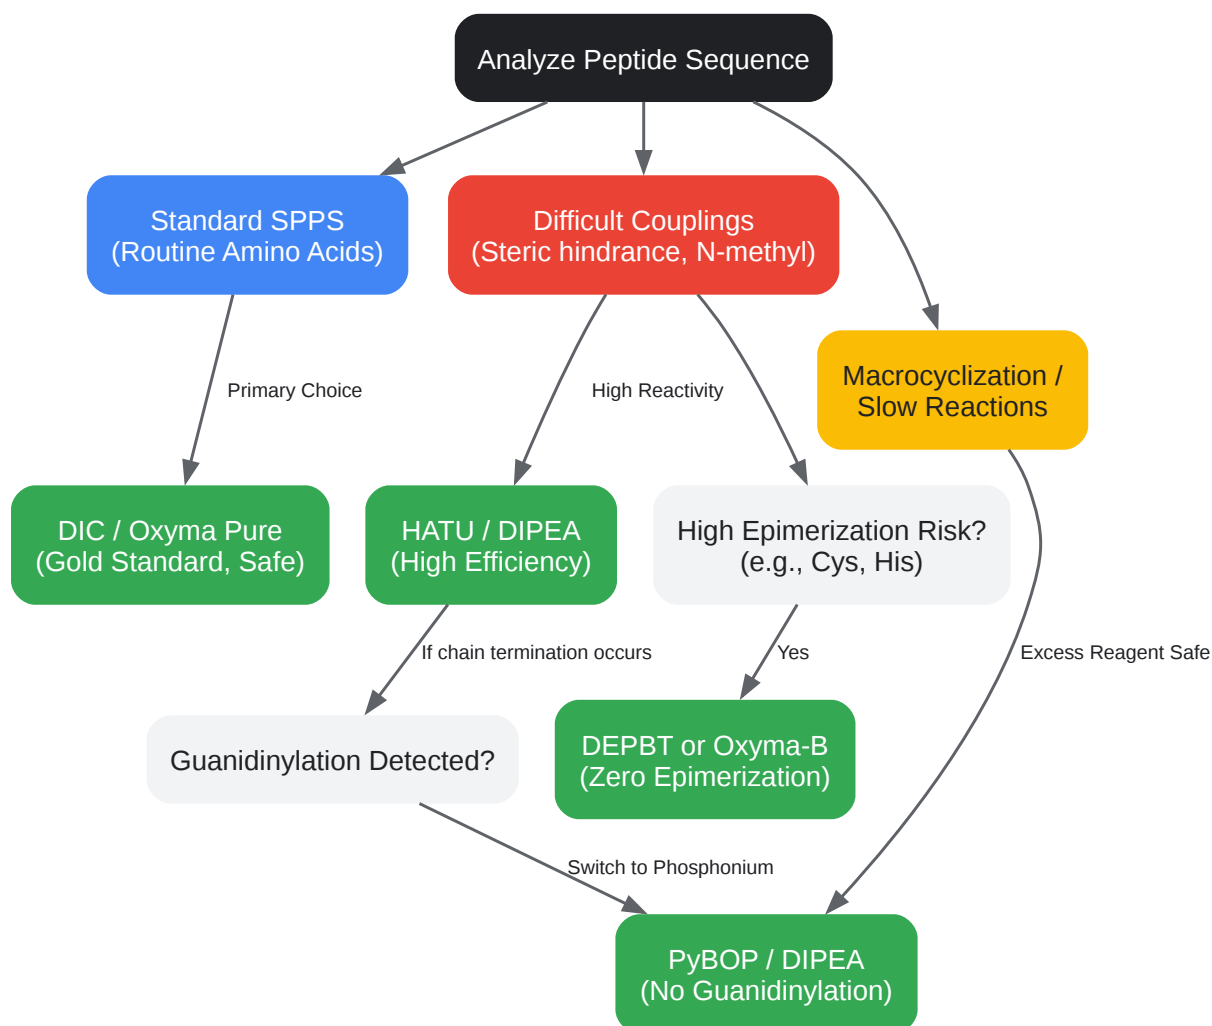 Analyze Peptide Sequence
Standard SPPS
(Routine Amino Acids)
Difficult Couplings
(Steric hindrance, N-methyl)
Macrocyclization /
Slow Reactions
Primary Choice
High Reactivity
DIC / Oxyma Pure
(Gold Standard, Safe)
HATU / DIPEA
(High Efficiency)
High Epimerization Risk?
(e.g., Cys, His)
If chain termination occurs
Yes
Excess Reagent Safe
Guanidinylation Detected?
DEPBT or Oxyma-B
(Zero Epimerization)
Switch to Phosphonium
PyBOP / DIPEA
(No Guanidinylation)